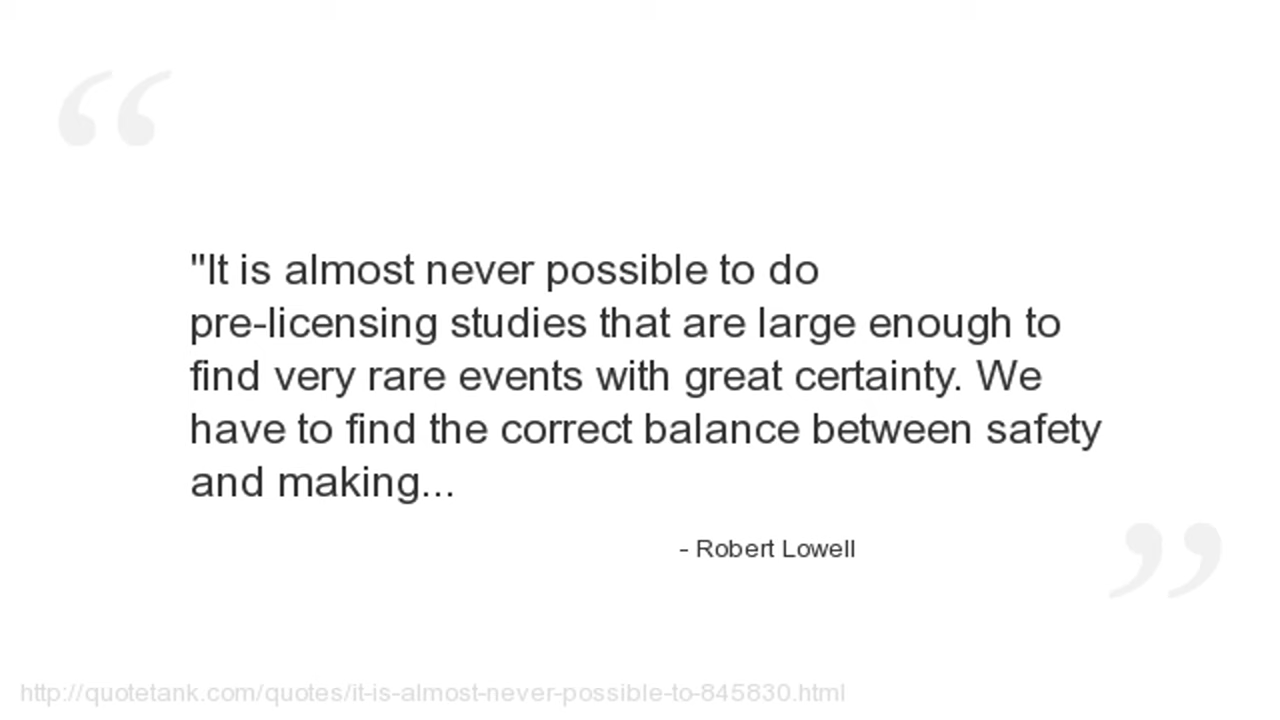 "It is almost never possible to do
pre-licensing studies that are large enough to
find very rare events with great certainty. We
have to find the correct balance between safety
and making...
- Robert Lowell
http://quotetank.com/quotes/it-is-almost-never-possible-to-845830.html